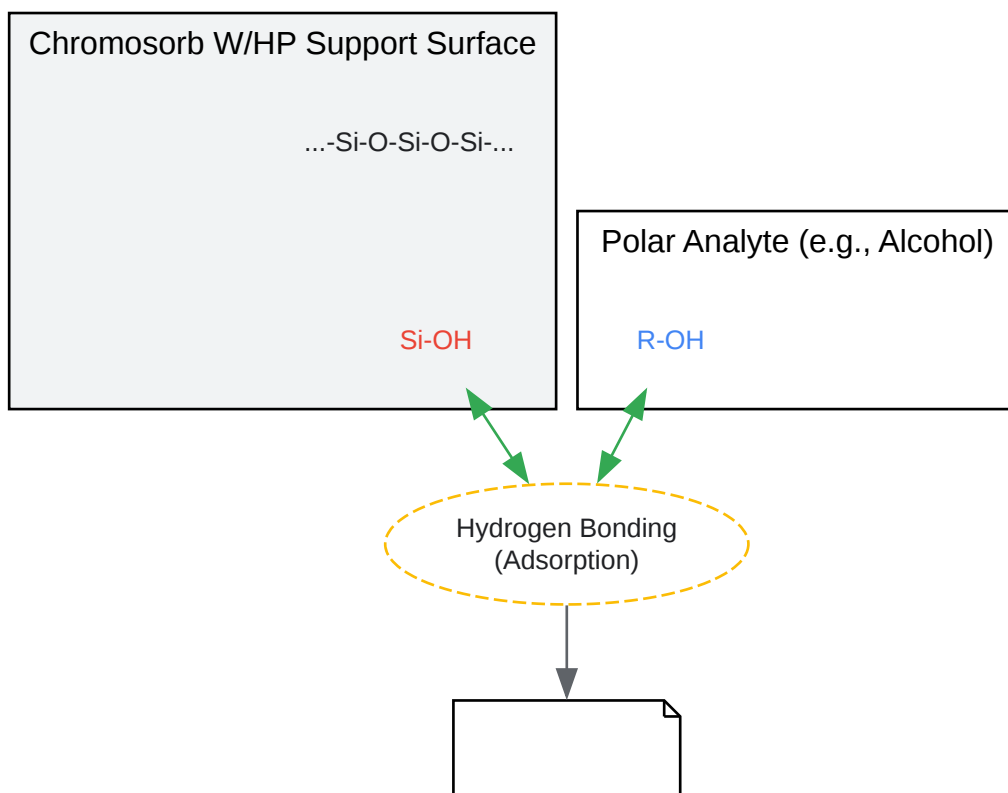 Chromosorb W/HP Support Surface
...-Si-O-Si-O-Si-...
Polar Analyte (e.g., Alcohol)
Si-OH
R-OH
Hydrogen Bonding
(Adsorption)